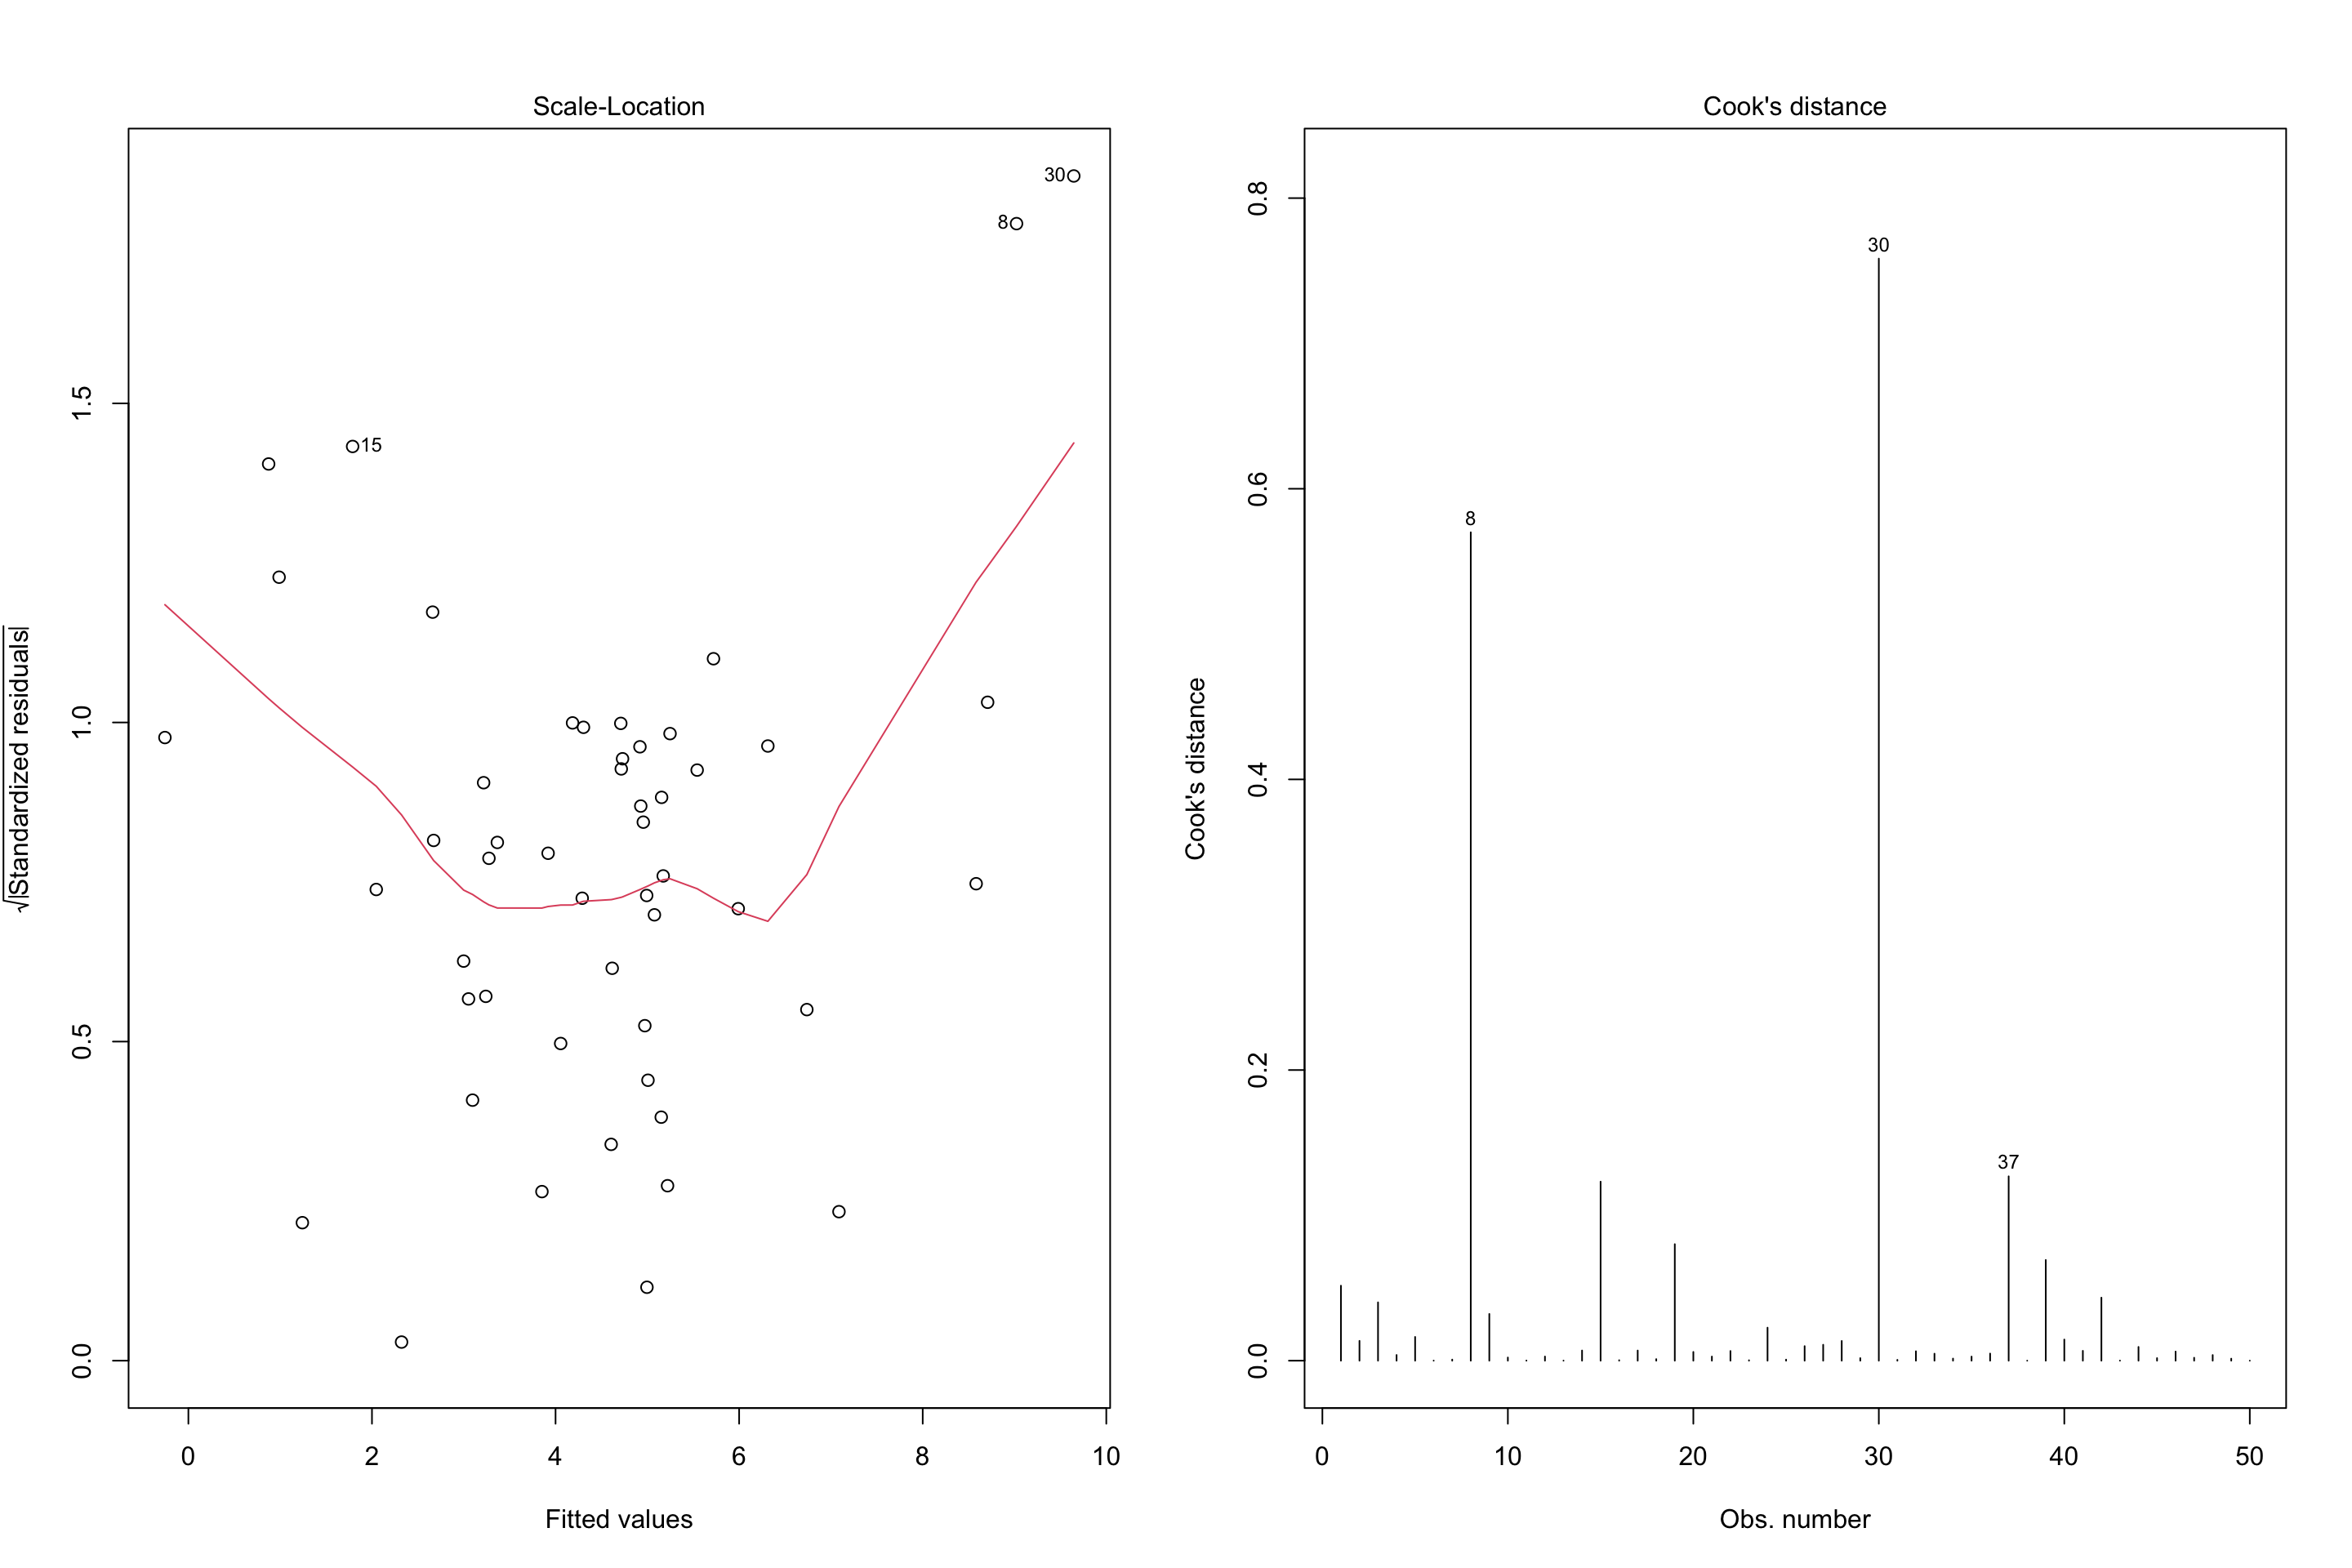 Scale-Location
√|Standardized residuals|
1.5
1.0
0.5
0.0
30
8
15
0 2 4 6 8 10
Fitted values
Cook's distance
Cook's distance
0.8
0.6
0.4
0.2
0.0
30
8
37
0 10 20 30 40 50
Obs. number